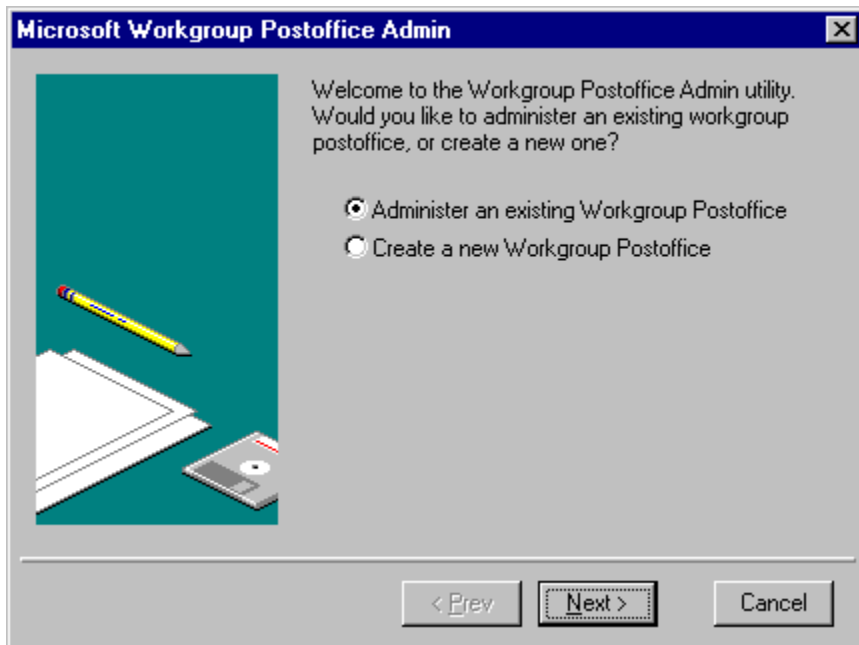 Microsoft Workgroup Postoffice Admin
Welcome to the Workgroup Postoffice Admin utility.
Would you like to administer an existing workgroup
postoffice, or create a new one?
Administer an existing Workgroup Postoffice
Create a new Workgroup Postoffice
< Prev Next > Cancel